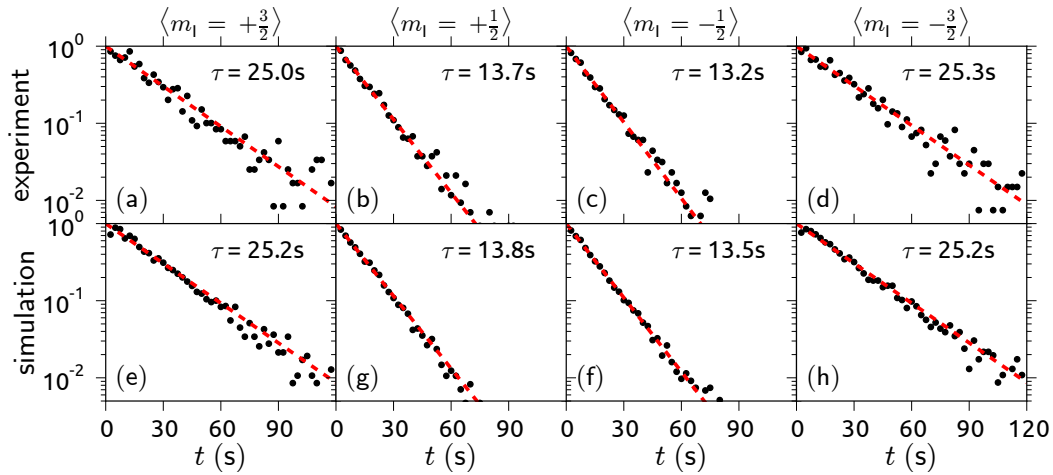 ⟨m_I = +3/2⟩ ⟨m_I = +1/2⟩ ⟨m_I = −1/2⟩ ⟨m_I = −3/2⟩
10^0
τ = 25.0s τ = 13.7s τ = 13.2s τ = 25.3s
experiment
10^-1
(a) (b) (c) (d)
10^-2
10^0
τ = 25.2s τ = 13.8s τ = 13.5s τ = 25.2s
simulation
10^-1
(e) (g) (f) (h)
10^-2
0 30 60 90 0 30 60 90 0 30 60 90 0 30 60 90 120
t (s) t (s) t (s) t (s)